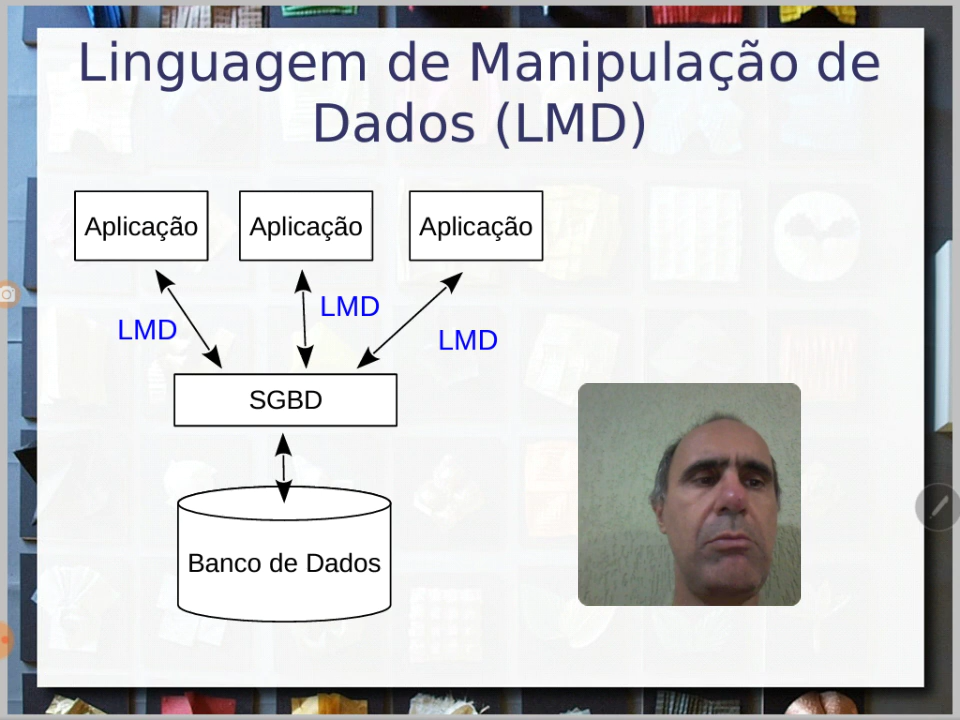 Linguagem de Manipulação de
Dados (LMD)
Aplicação
Aplicação
Aplicação
LMD
LMD
LMD
SGBD
Banco de Dados